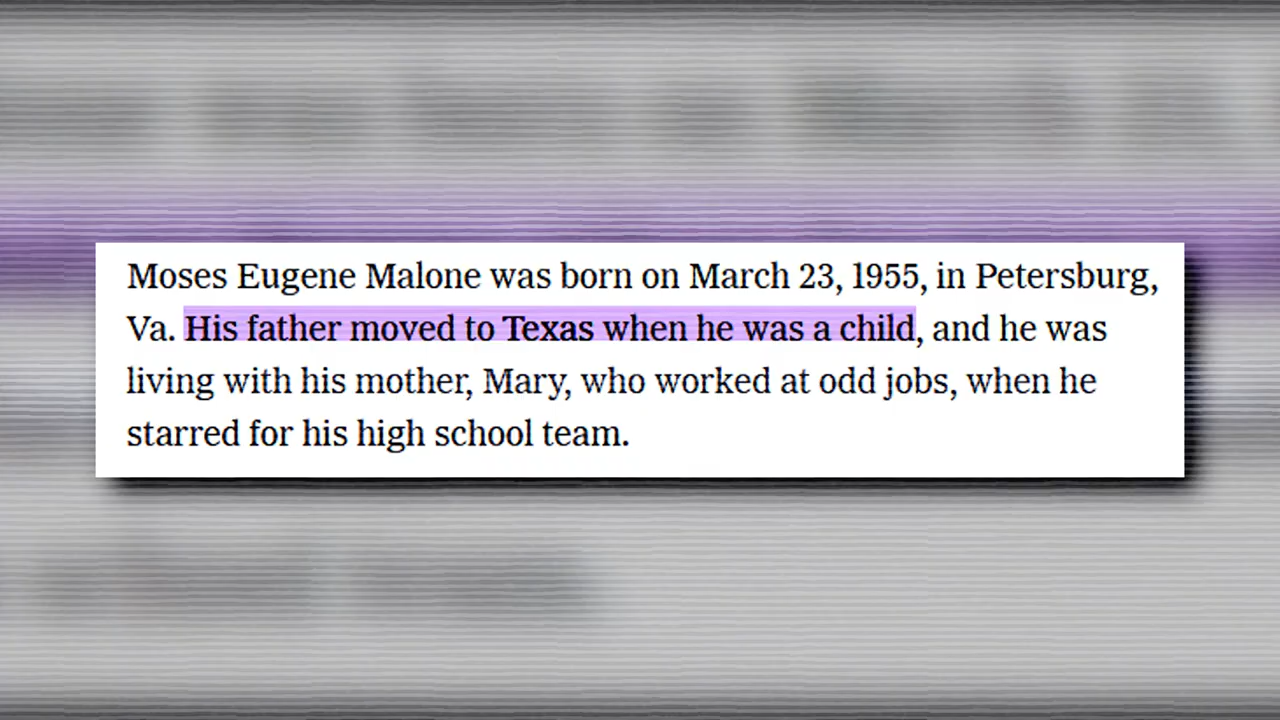 Moses Eugene Malone was born on March 23, 1955, in Petersburg,
Va. His father moved to Texas when he was a child, and he was
living with his mother, Mary, who worked at odd jobs, when he
starred for his high school team.